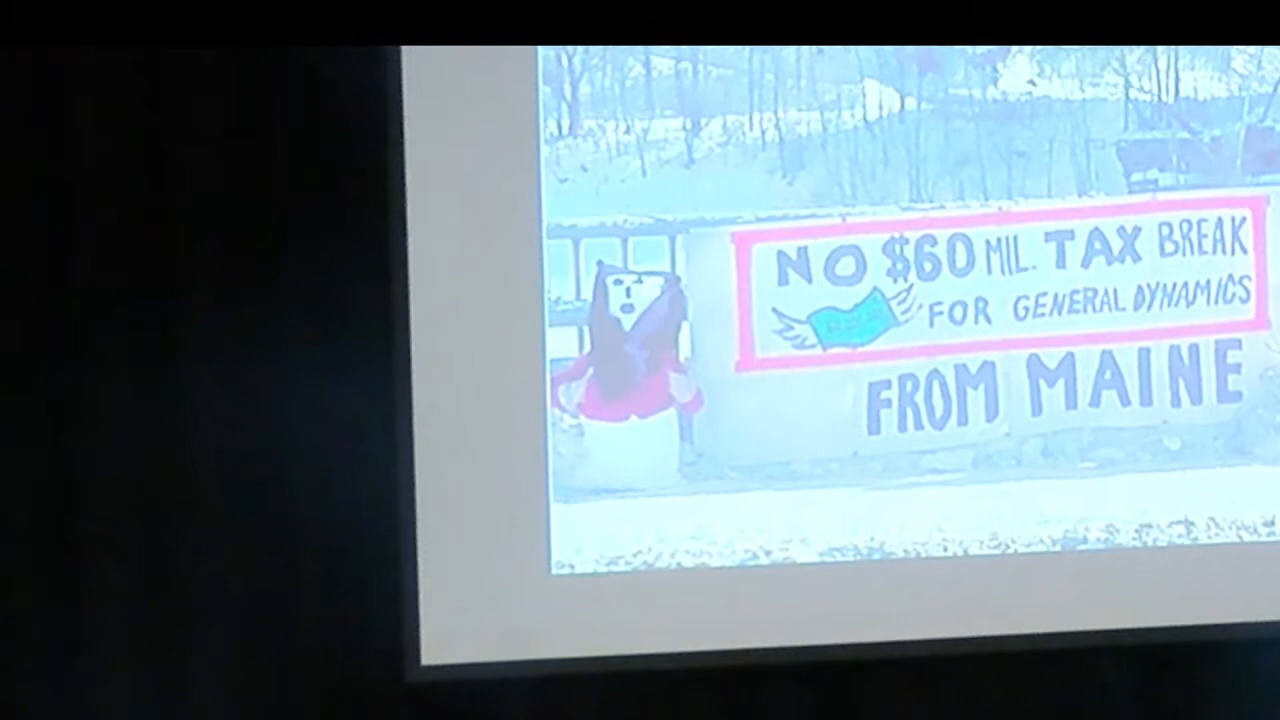 NO $60 MIL. TAX BREAK
FOR GENERAL DYNAMICS
FROM MAINE